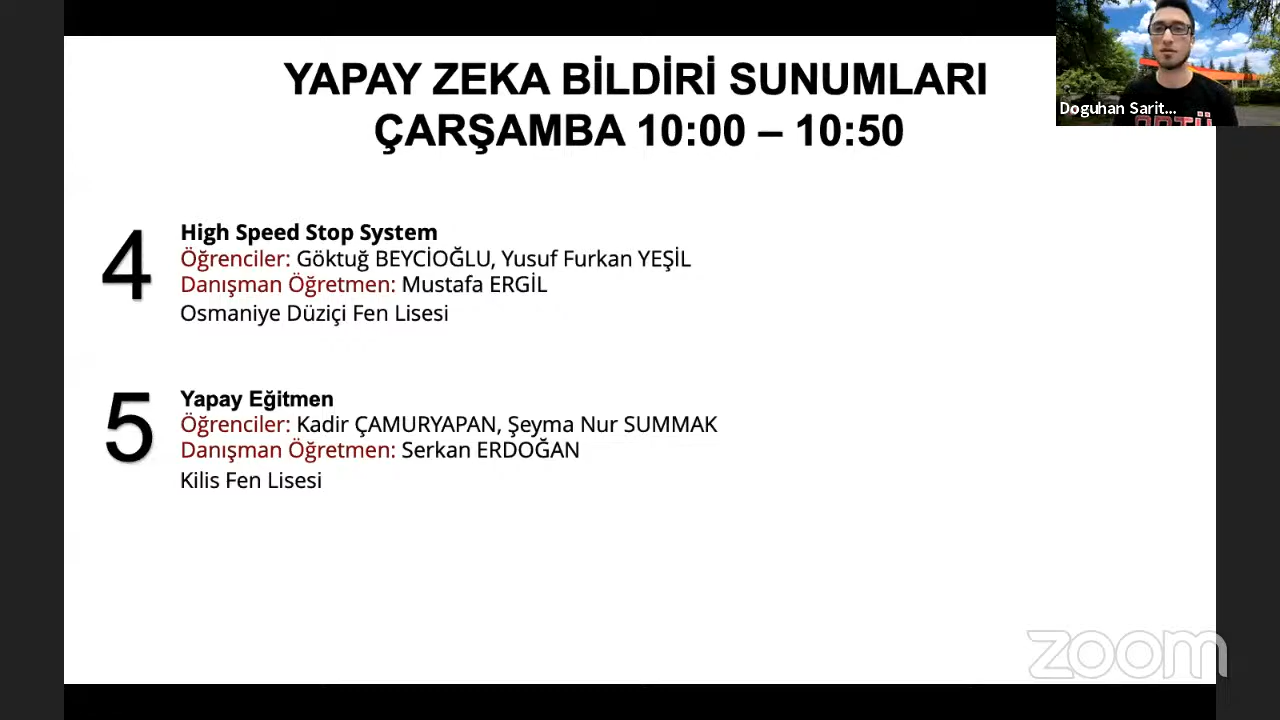 YAPAY ZEKA BİLDİRİ SUNUMLARI
ÇARŞAMBA 10:00 – 10:50
Doguhan Sarit...
ODTÜ
4
High Speed Stop System
Öğrenciler: Göktuğ BEYCİOĞLU, Yusuf Furkan YEŞİL
Danışman Öğretmen: Mustafa ERGİL
Osmaniye Düziçi Fen Lisesi
5
Yapay Eğitmen
Öğrenciler: Kadir ÇAMURYAPAN, Şeyma Nur SUMMAK
Danışman Öğretmen: Serkan ERDOĞAN
Kilis Fen Lisesi
zoom